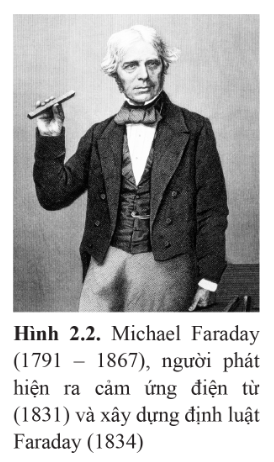 Hình 2.2. Michael Faraday
(1791 – 1867), người phát
hiện ra cảm ứng điện từ
(1831) và xây dựng định luật
Faraday (1834)